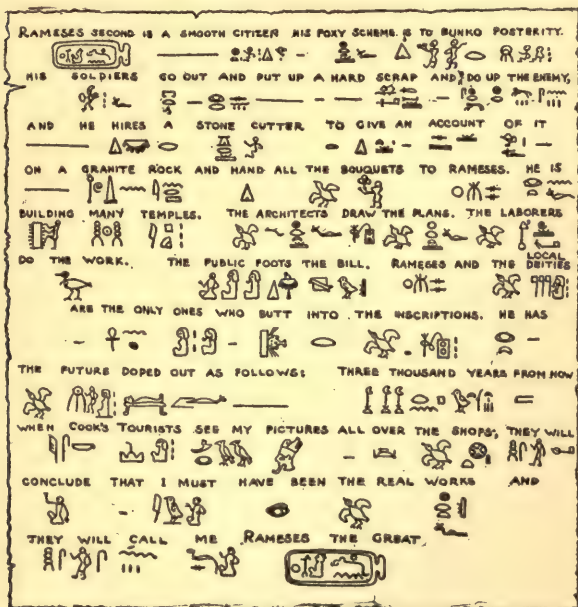 RAMESES SECOND IS A SMOOTH CITIZEN HIS FOXY SCHEME IS TO BUNKO POSTERITY.
HIS SOLDIERS GO OUT AND PUT UP A HARD SCRAP AND DO UP THE ENEMY,
AND HE HIRES A STONE CUTTER TO GIVE AN ACCOUNT OF IT
ON A GRANITE ROCK AND HAND ALL THE BOUQUETS TO RAMESES. HE IS
BUILDING MANY TEMPLES. THE ARCHITECTS DRAW THE PLANS. THE LABORERS
DO THE WORK. THE PUBLIC FOOTS THE BILL. RAMESES AND THE LOCAL DEITIES
ARE THE ONLY ONES WHO BUTT INTO THE INSCRIPTIONS. HE HAS
THE FUTURE DOPED OUT AS FOLLOWS: THREE THOUSAND YEARS FROM NOW
WHEN COOK'S TOURISTS SEE MY PICTURES ALL OVER THE SHOPS, THEY WILL
CONCLUDE THAT I MUST HAVE BEEN THE REAL WORKS AND
THEY WILL CALL ME RAMESES THE GREAT